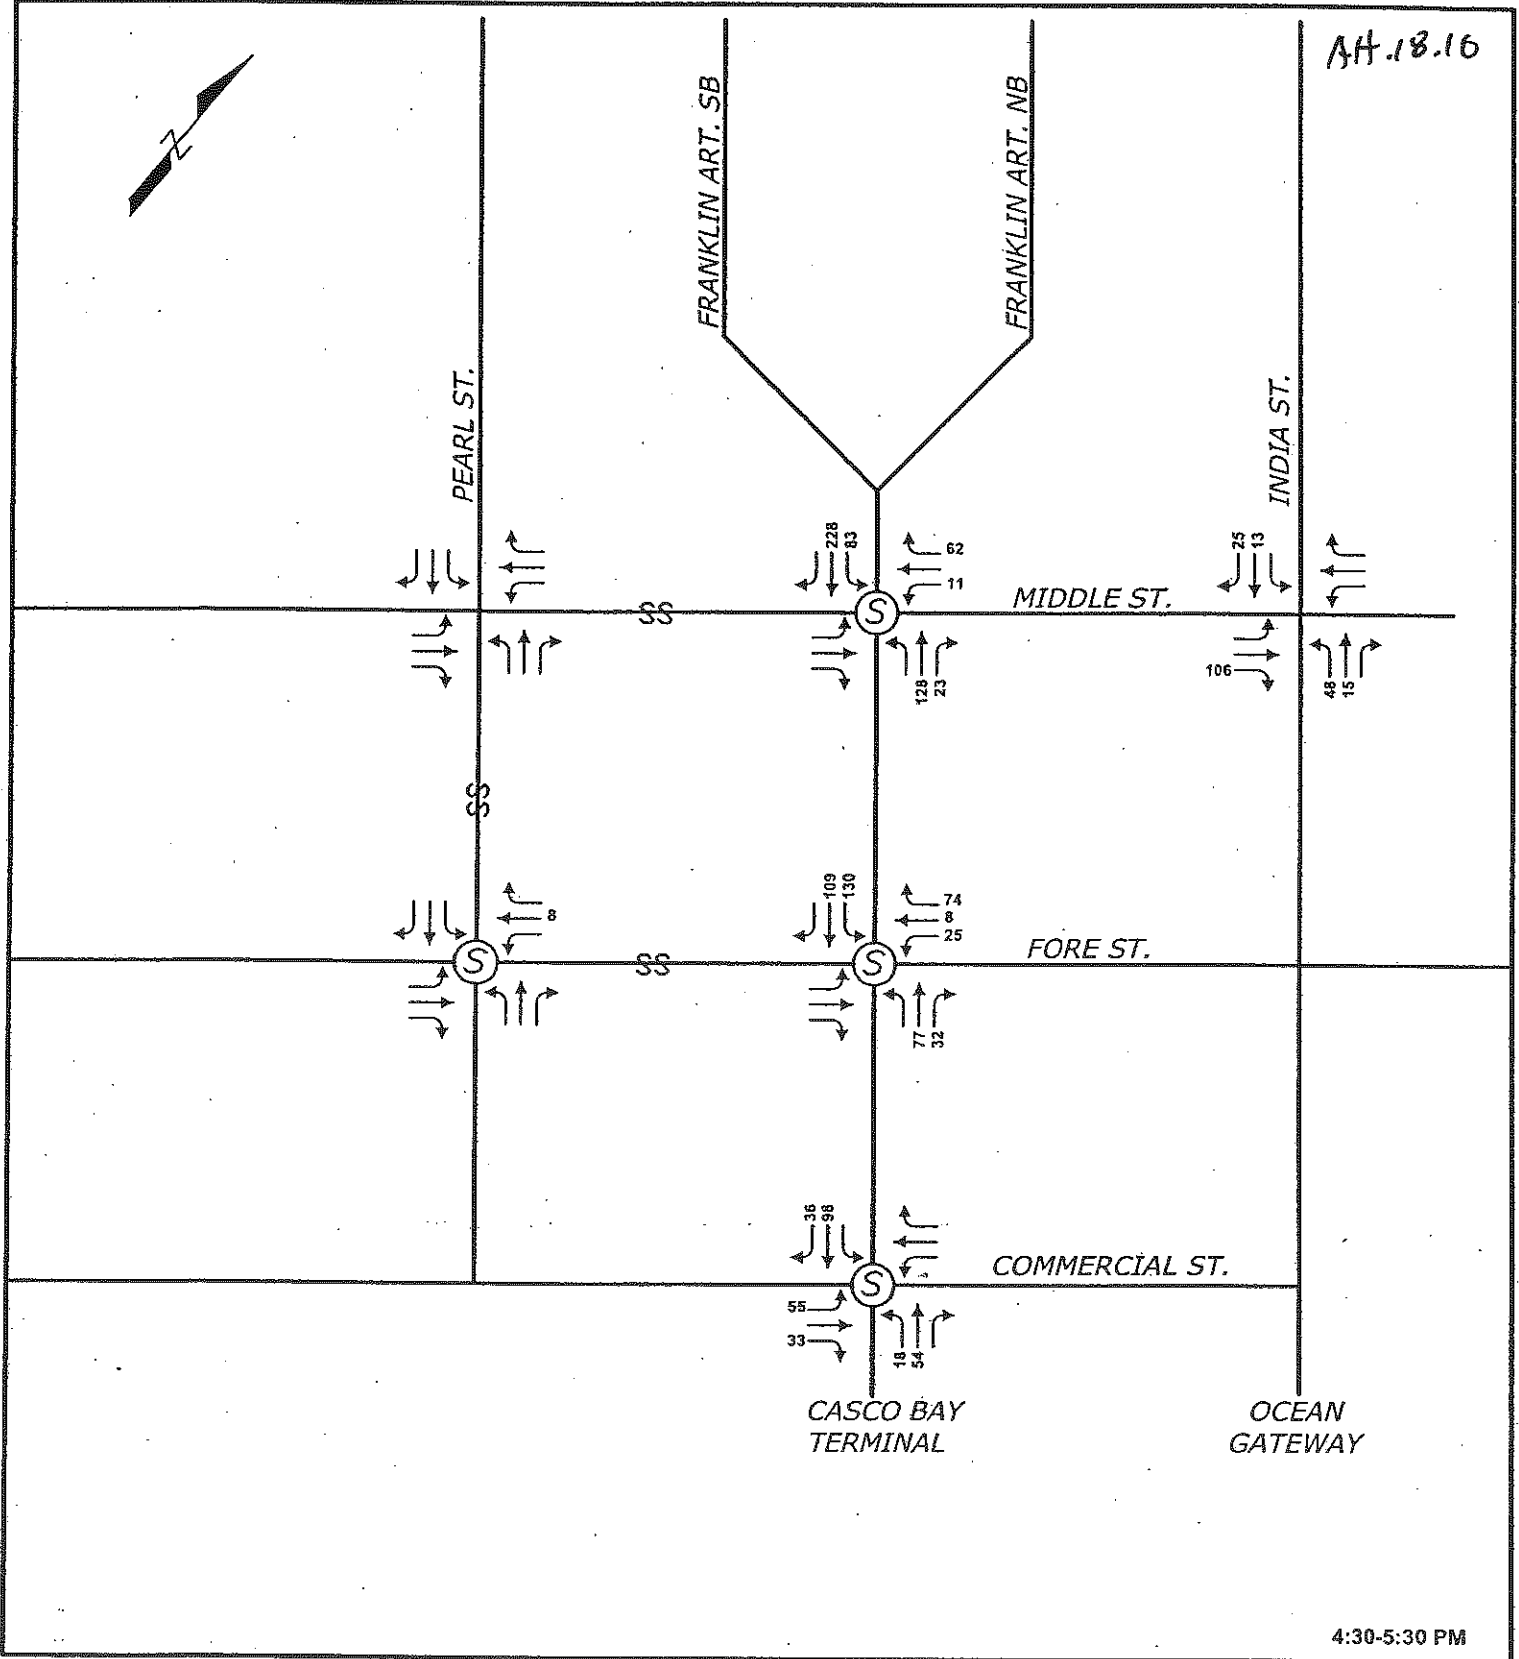 AH.18.16
N
FRANKLIN ART. SB
FRANKLIN ART. NB
PEARL ST.
INDIA ST.
228
83
62
11
25
13
MIDDLE ST.
SS
S
128
23
106
48
15
SS
8
109
130
74
8
25
FORE ST.
S
SS
S
77
32
36
98
COMMERCIAL ST.
S
55
33
18
54
CASCO BAY
TERMINAL
OCEAN
GATEWAY
4:30-5:30 PM